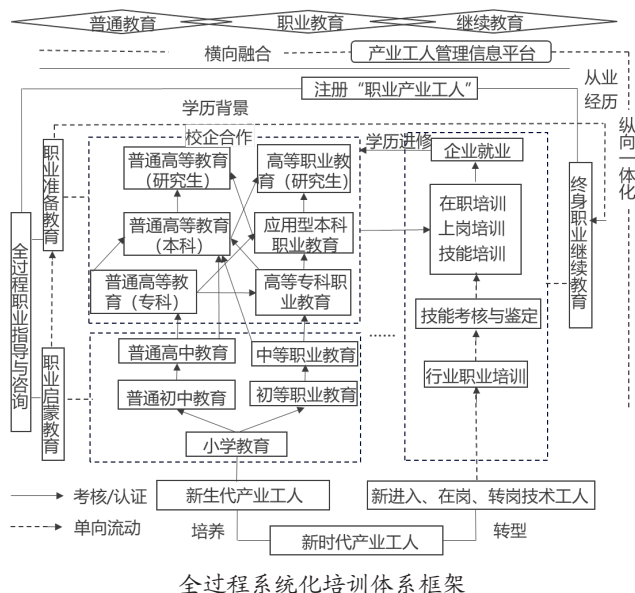 普通教育
职业教育
继续教育
横向融合
产业工人管理信息平台
注册“职业产业工人”
从业
经历
学历背景
校企合作
学历进修
纵向一体化
职业准备教育
普通高等教育
(研究生)
高等职业教
育(研究生)
企业就业
普通高等教育
(本科)
应用型本科
职业教育
在职培训
上岗培训
技能培训
终身职业继续教育
全过程职业指导与咨询
普通高等教
育(专科)
高等专科职
业教育
技能考核与鉴定
职业启蒙教育
普通高中教育
中等职业教育
行业职业培训
普通初中教育
初等职业教育
小学教育
考核/认证
新生代产业工人
新进入、在岗、转岗技术工人
单向流动
培养
新时代产业工人
转型
全过程系统化培训体系框架